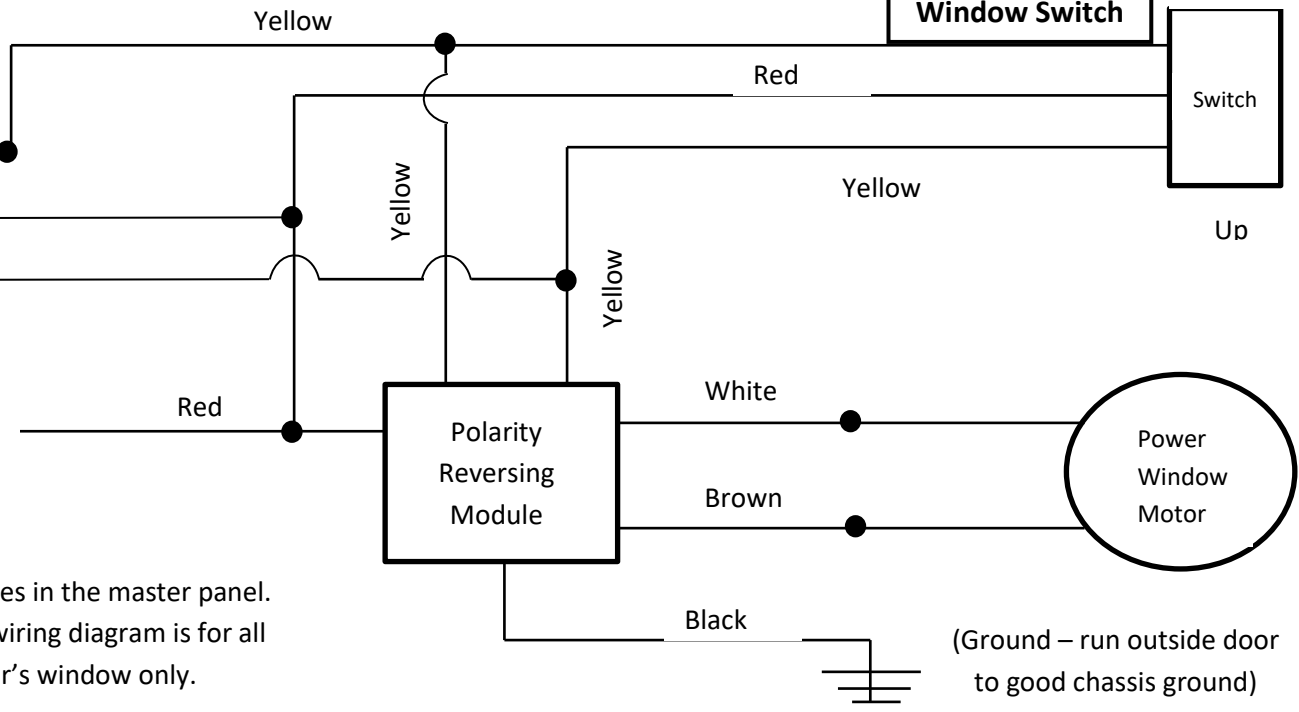 Window Switch
Yellow
Red
Switch
Yellow
Yellow
Up
Yellow
Red
White
Polarity
Reversing
Module
Power
Window
Motor
Brown
es in the master panel.
wiring diagram is for all
r’s window only.
Black
(Ground – run outside door
to good chassis ground)